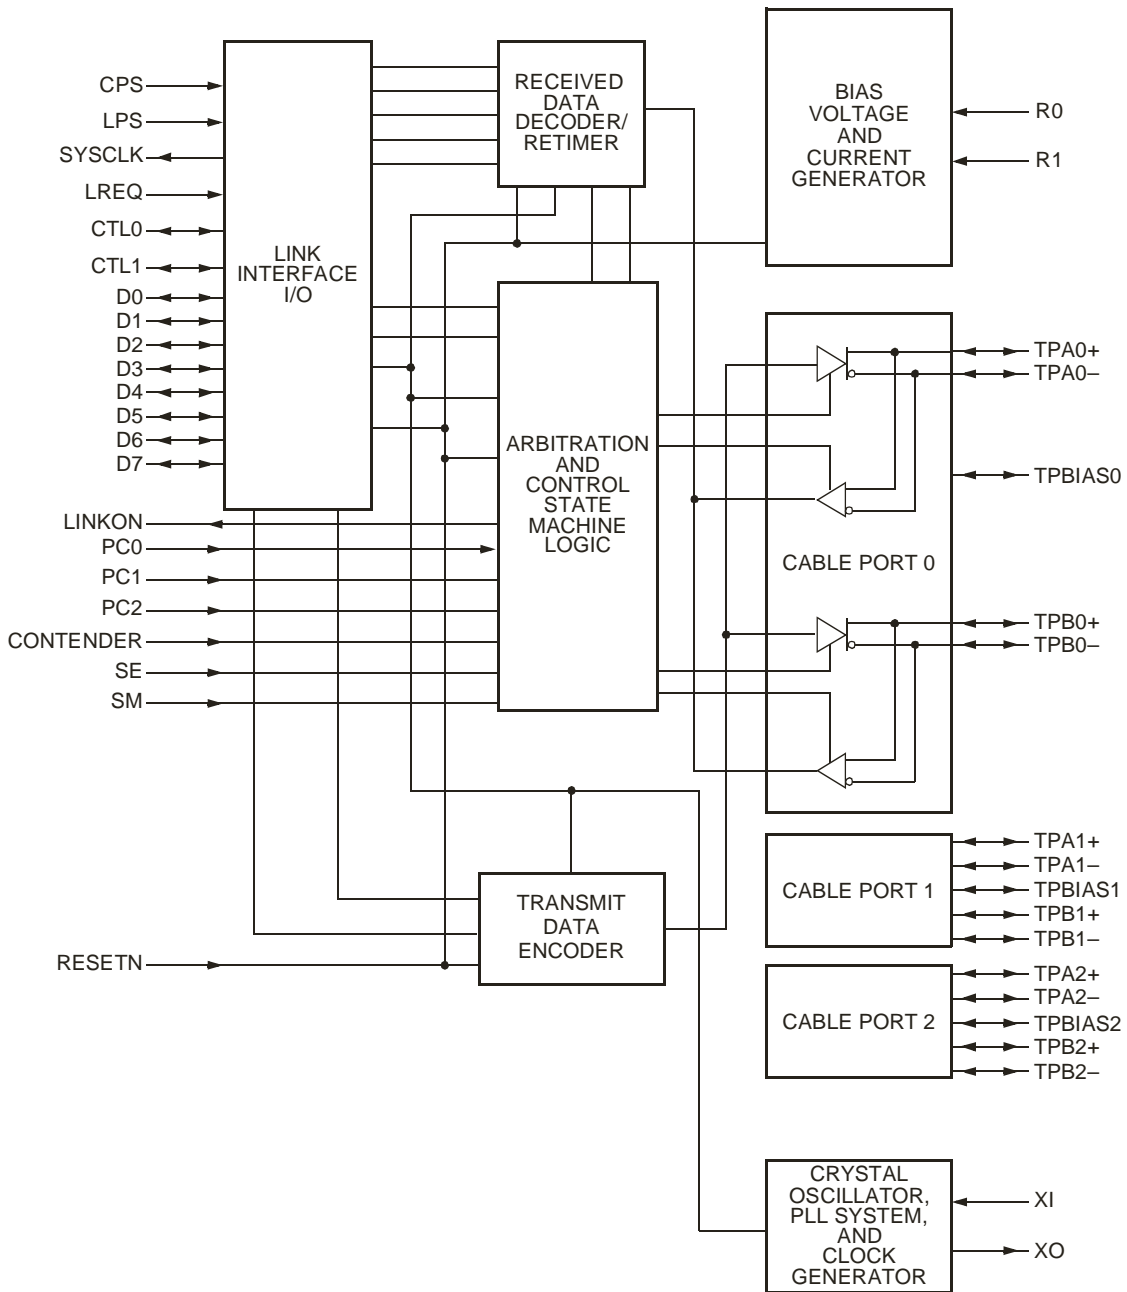 CPS
LPS
SYSCLK
LREQ
CTL0
CTL1
D0
D1
D2
D3
D4
D5
D6
D7
LINKON
PC0
PC1
PC2
CONTENDER
SE
SM
RESETN
LINK
INTERFACE
I/O
RECEIVED
DATA
DECODER/
RETIMER
ARBITRATION
AND
CONTROL
STATE
MACHINE
LOGIC
TRANSMIT
DATA
ENCODER
BIAS
VOLTAGE
AND
CURRENT
GENERATOR
R0
R1
CABLE PORT 0
TPA0+
TPA0–
TPBIAS0
TPB0+
TPB0–
CABLE PORT 1
TPA1+
TPA1–
TPBIAS1
TPB1+
TPB1–
CABLE PORT 2
TPA2+
TPA2–
TPBIAS2
TPB2+
TPB2–
CRYSTAL
OSCILLATOR,
PLL SYSTEM,
AND
CLOCK
GENERATOR
XI
XO